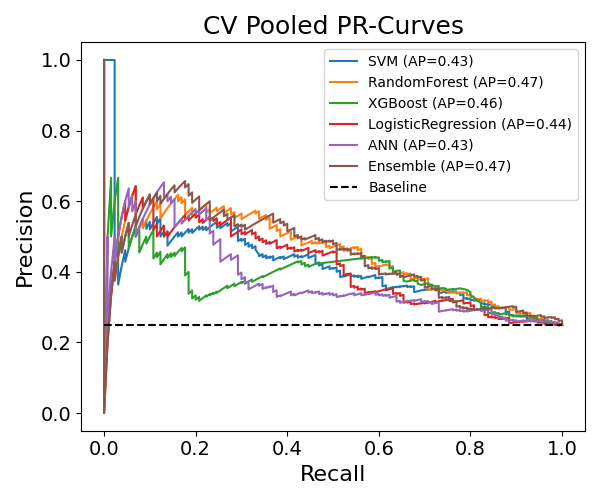 CV Pooled PR-Curves
SVM (AP=0.43)
RandomForest (AP=0.47)
XGBoost (AP=0.46)
LogisticRegression (AP=0.44)
ANN (AP=0.43)
Ensemble (AP=0.47)
Baseline
Precision
1.0
0.8
0.6
0.4
0.2
0.0
0.0 0.2 0.4 0.6 0.8 1.0
Recall